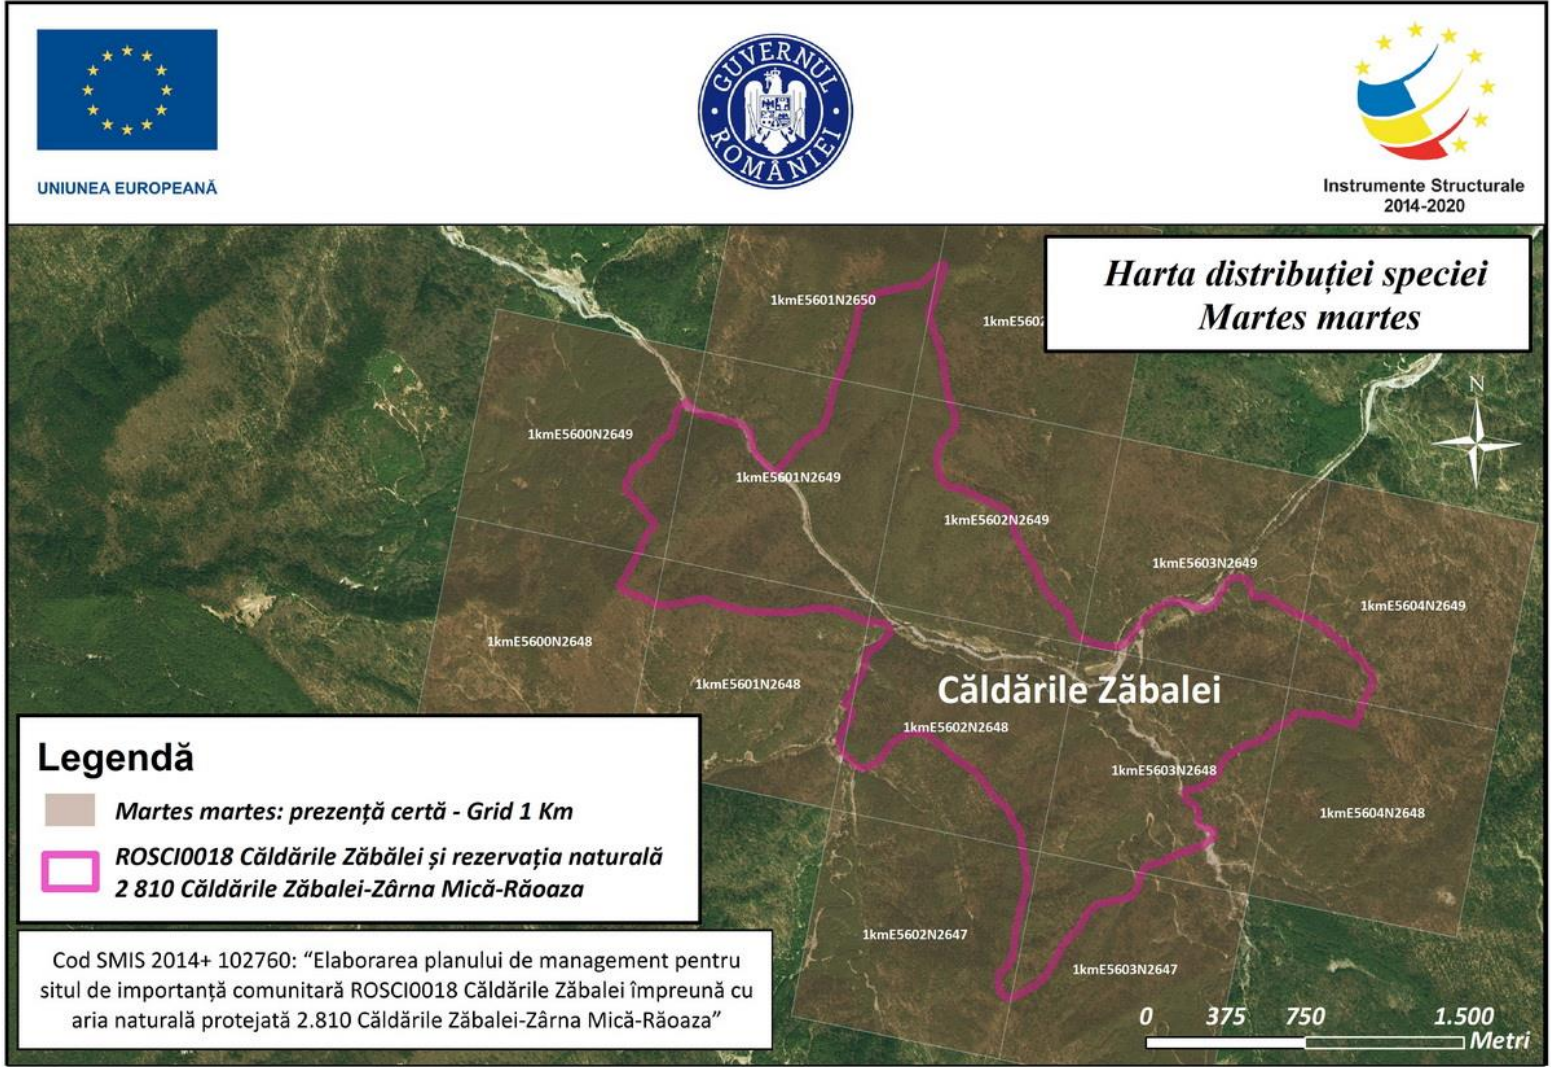 GUVERNUL ROMÂNIEI
UNIUNEA EUROPEANĂ
Instrumente Structurale
2014-2020
Harta distribuției speciei
Martes martes
1kmE5601N2650
1kmE5602
N
1kmE5600N2649
1kmE5601N2649
1kmE5602N2649
1kmE5603N2649
1kmE5604N2649
1kmE5600N2648
1kmE5601N2648
Căldările Zăbalei
1kmE5602N2648
1kmE5603N2648
1kmE5604N2648
1kmE5602N2647
1kmE5603N2647
Legendă
Martes martes: prezență certă - Grid 1 Km
ROSCI0018 Căldările Zăbălei și rezervația naturală
2 810 Căldările Zăbalei-Zârna Mică-Răoaza
Cod SMIS 2014+ 102760: “Elaborarea planului de management pentru
situl de importanță comunitară ROSCI0018 Căldările Zăbalei împreună cu
aria naturală protejată 2.810 Căldările Zăbalei-Zârna Mică-Răoaza”
0 375 750 1.500
Metri